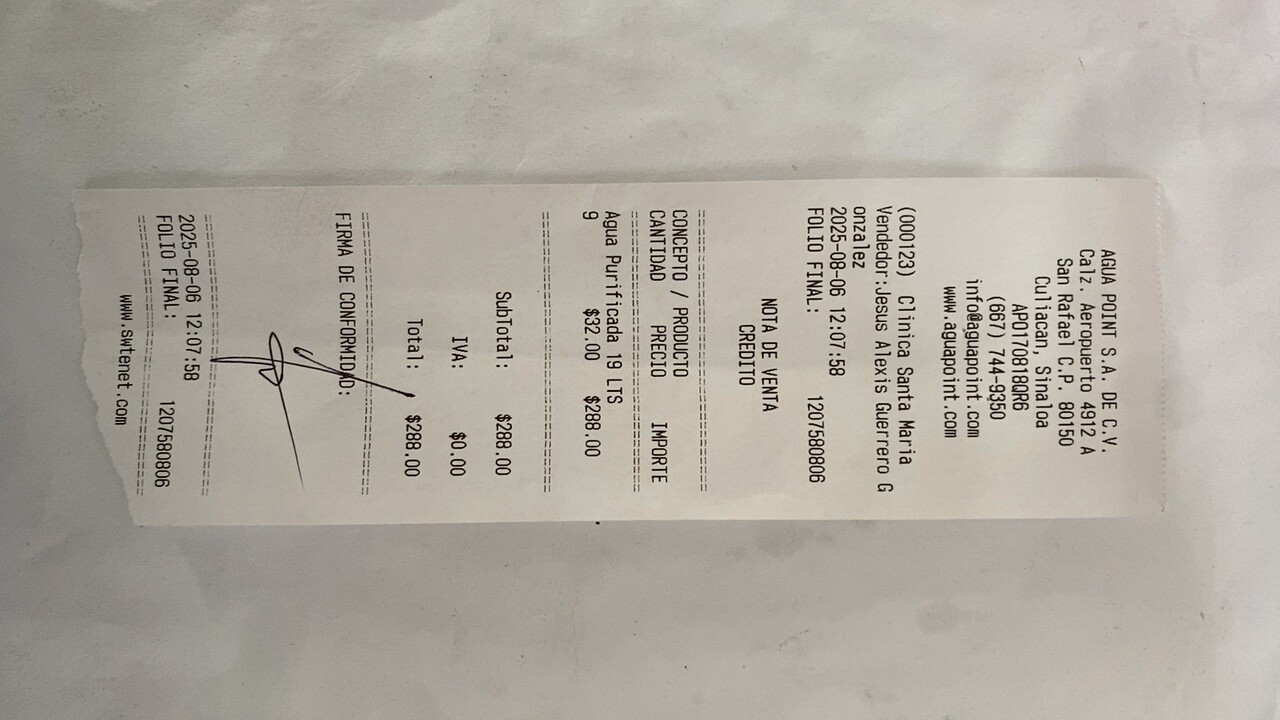 AGUA POINT S.A. DE C.V.
Calz. Aeropuerto 4912 A
San Rafael C.P. 80150
Culiacan, Sinaloa
APO170818QR6
(667) 744-9350
info@aguapoint.com
www.aguapoint.com
(000123) Clinica Santa Maria
Vendedor:Jesus Alexis Guerrero G
onzalez
2025-08-06 12:07:58
FOLIO FINAL: 1207580806
NOTA DE VENTA
CREDITO
================================
CONCEPTO / PRODUCTO
CANTIDAD PRECIO IMPORTE
================================
Agua Purificada 19 LTS
9 $32.00 $288.00
================================
SubTotal: $288.00
IVA: $0.00
Total: $288.00
================================
FIRMA DE CONFORMIDAD:
================================
2025-08-06 12:07:58
FOLIO FINAL: 1207580806
================================
www.swtenet.com